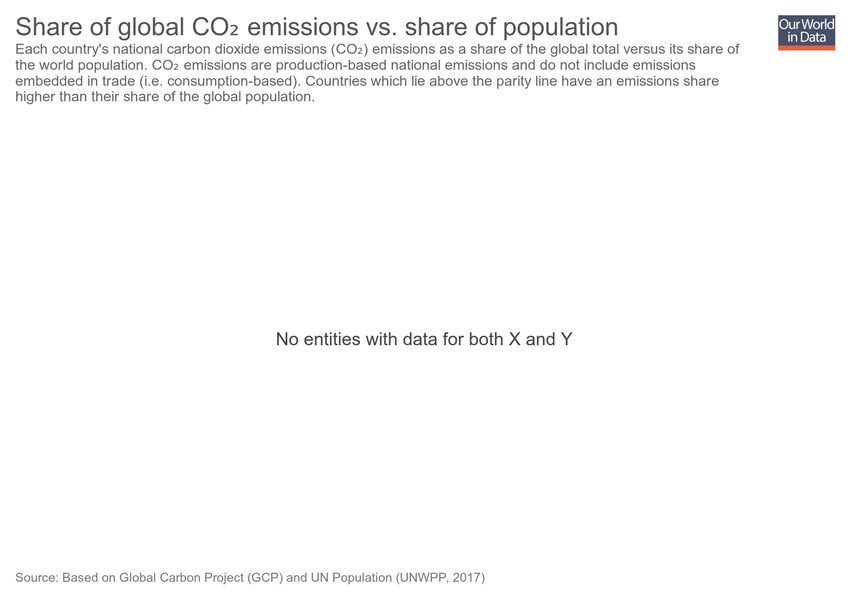 Share of global CO₂ emissions vs. share of population
Our World
in Data
Each country's national carbon dioxide emissions (CO₂) emissions as a share of the global total versus its share of
the world population. CO₂ emissions are production-based national emissions and do not include emissions
embedded in trade (i.e. consumption-based). Countries which lie above the parity line have an emissions share
higher than their share of the global population.
No entities with data for both X and Y
Source: Based on Global Carbon Project (GCP) and UN Population (UNWPP, 2017)